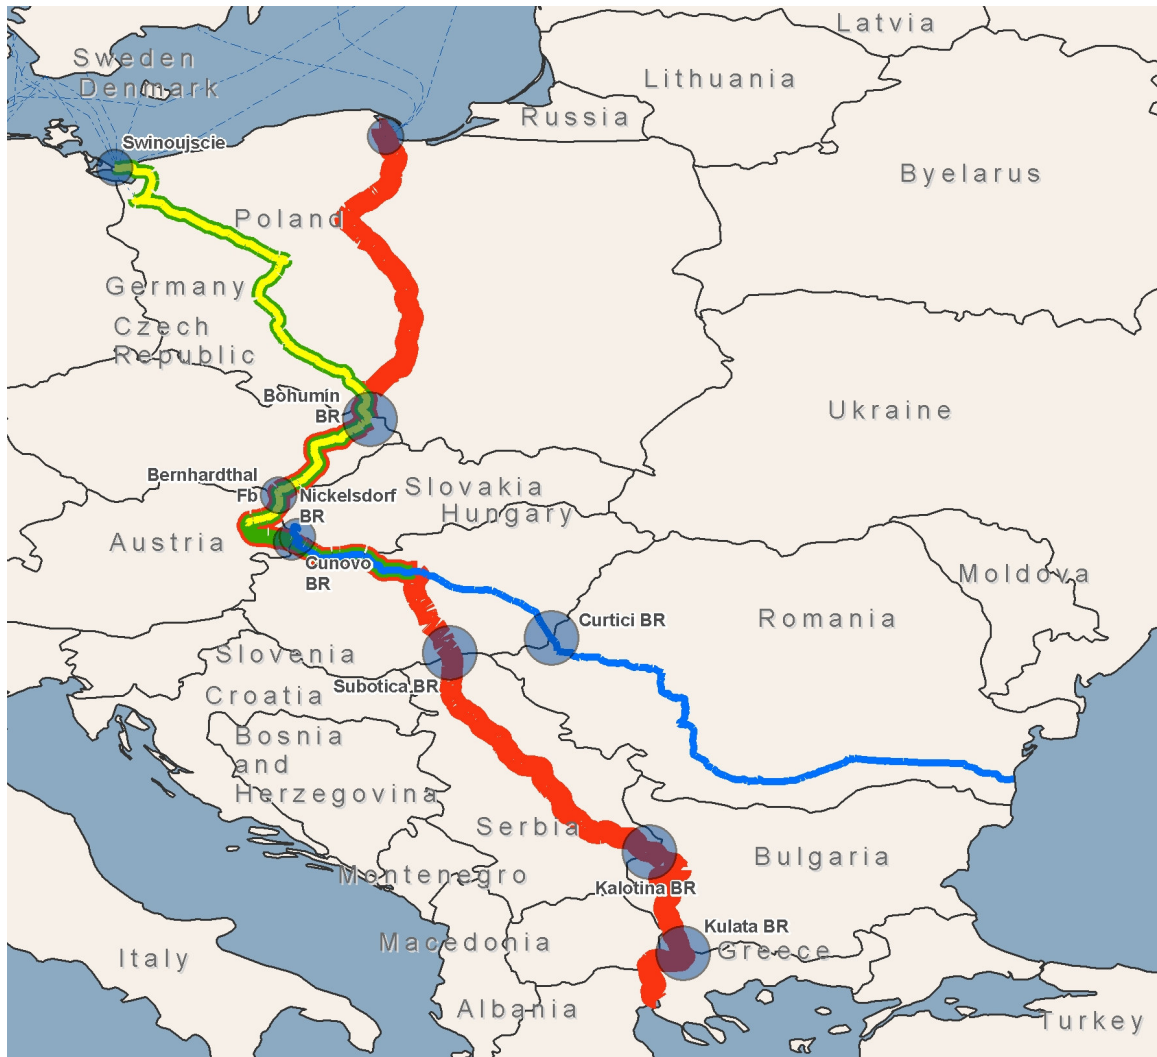 Latvia
Sweden
Denmark
Lithuania
Russia
Swinoujscie
Byelarus
Poland
Germany
Czech
Republic
Bohumín
BR
Ukraine
Bernhardthal
Fb
Nickelsdorf
BR
Slovakia
Hungary
Austria
Cunovo
BR
Moldova
Curtici BR
Romania
Slovenia
Subotica BR
Croatia
Bosnia
and
Herzegovina
Serbia
Bulgaria
Montenegro
Kalotina BR
Kulata BR
Macedonia
Greece
Italy
Albania
Turkey